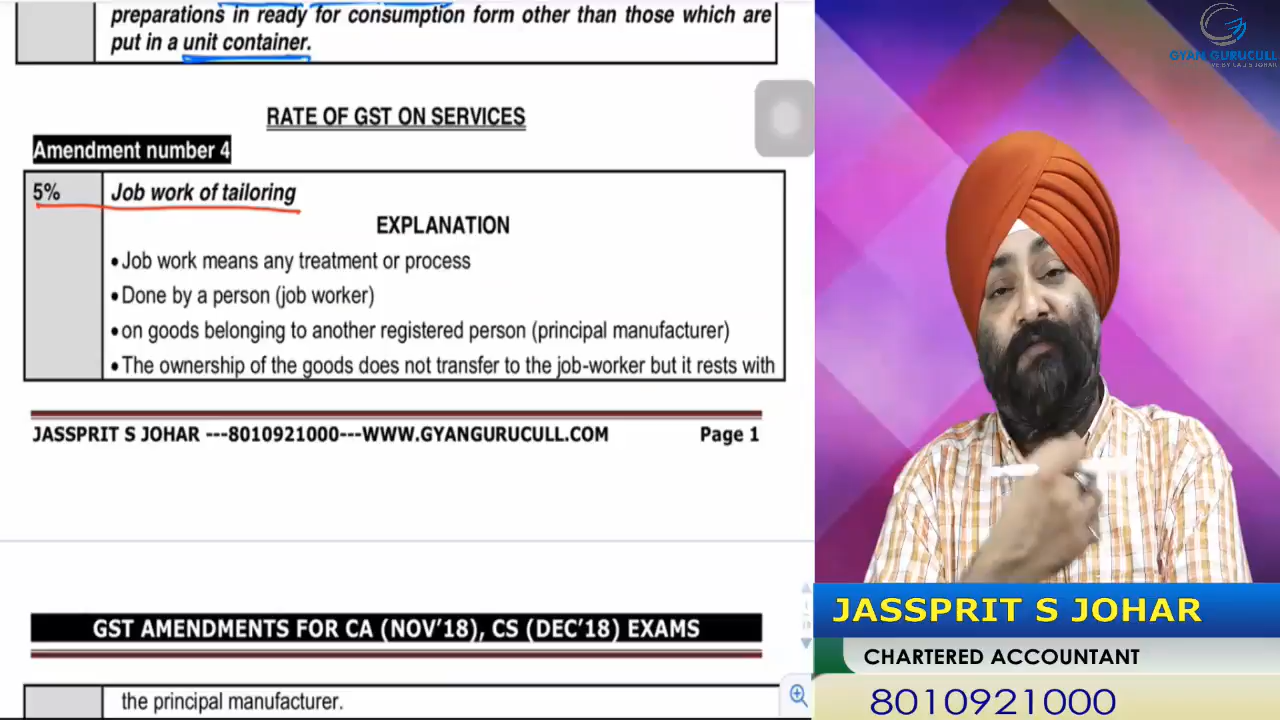 preparations in ready for consumption form other than those which are
put in a unit container.
RATE OF GST ON SERVICES
Amendment number 4
5% Job work of tailoring
EXPLANATION
•Job work means any treatment or process
•Done by a person (job worker)
•on goods belonging to another registered person (principal manufacturer)
•The ownership of the goods does not transfer to the job-worker but it rests with
JASSPRIT S JOHAR ---8010921000---WWW.GYANGURUCULL.COM Page 1
GST AMENDMENTS FOR CA (NOV'18), CS (DEC'18) EXAMS
the principal manufacturer.
GYAN GURUCULL
JASSPRIT S JOHAR
CHARTERED ACCOUNTANT
8010921000